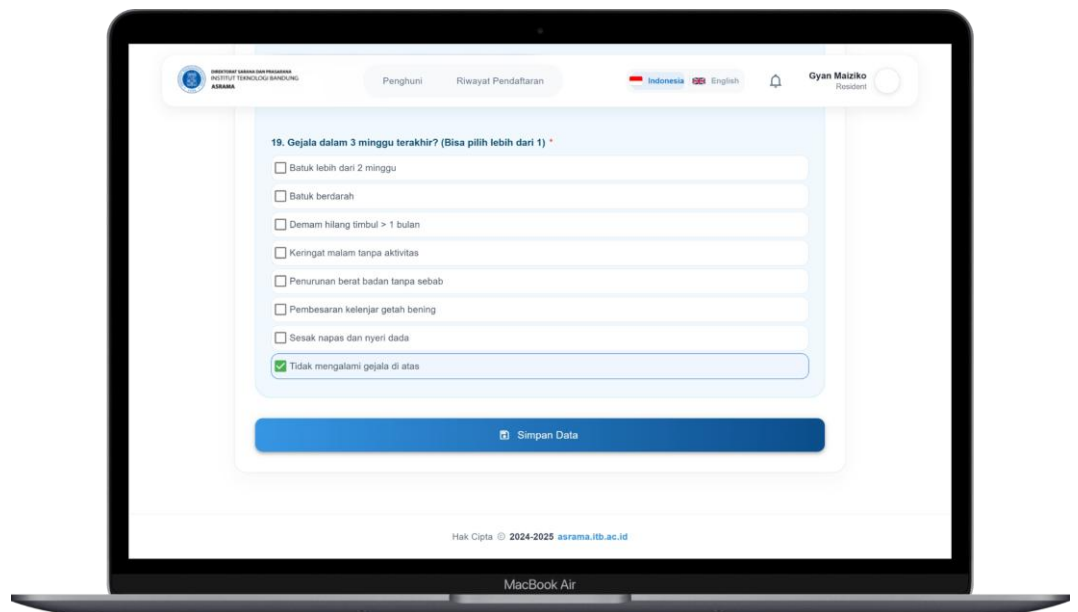 DIREKTORAT SARANA DAN PRASARANA
INSTITUT TEKNOLOGI BANDUNG
ASRAMA
Penghuni
Riwayat Pendaftaran
Indonesia
English
Gyan Maiziko
Resident
19. Gejala dalam 3 minggu terakhir? (Bisa pilih lebih dari 1) *
Batuk lebih dari 2 minggu
Batuk berdarah
Demam hilang timbul > 1 bulan
Keringat malam tanpa aktivitas
Penurunan berat badan tanpa sebab
Pembesaran kelenjar getah bening
Sesak napas dan nyeri dada
Tidak mengalami gejala di atas
Simpan Data
Hak Cipta © 2024-2025 asrama.itb.ac.id
MacBook Air